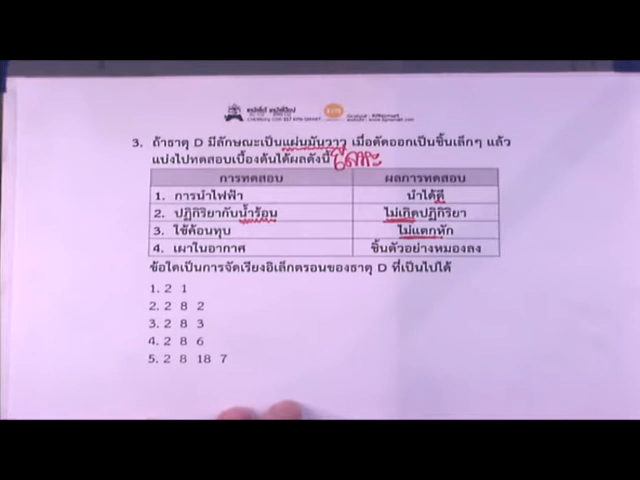 3. ถ้าธาตุ D มีลักษณะเป็นแผ่นมันวาว เมื่อตัดออกเป็นชิ้นเล็กๆ แล้ว
แบ่งไปทดสอบเบื้องต้นได้ผลดังนี้ โลหะ
การทดสอบ ผลการทดสอบ
1. การนำไฟฟ้า นำได้ดี
2. ปฏิกิริยากับน้ำร้อน ไม่เกิดปฏิกิริยา
3. ใช้ค้อนทุบ ไม่แตกหัก
4. เผาในอากาศ ชิ้นตัวอย่างหมองลง
ข้อใดเป็นการจัดเรียงอิเล็กตรอนของธาตุ D ที่เป็นไปได้
1. 2 1
2. 2 8 2
3. 2 8 3
4. 2 8 6
5. 2 8 18 7